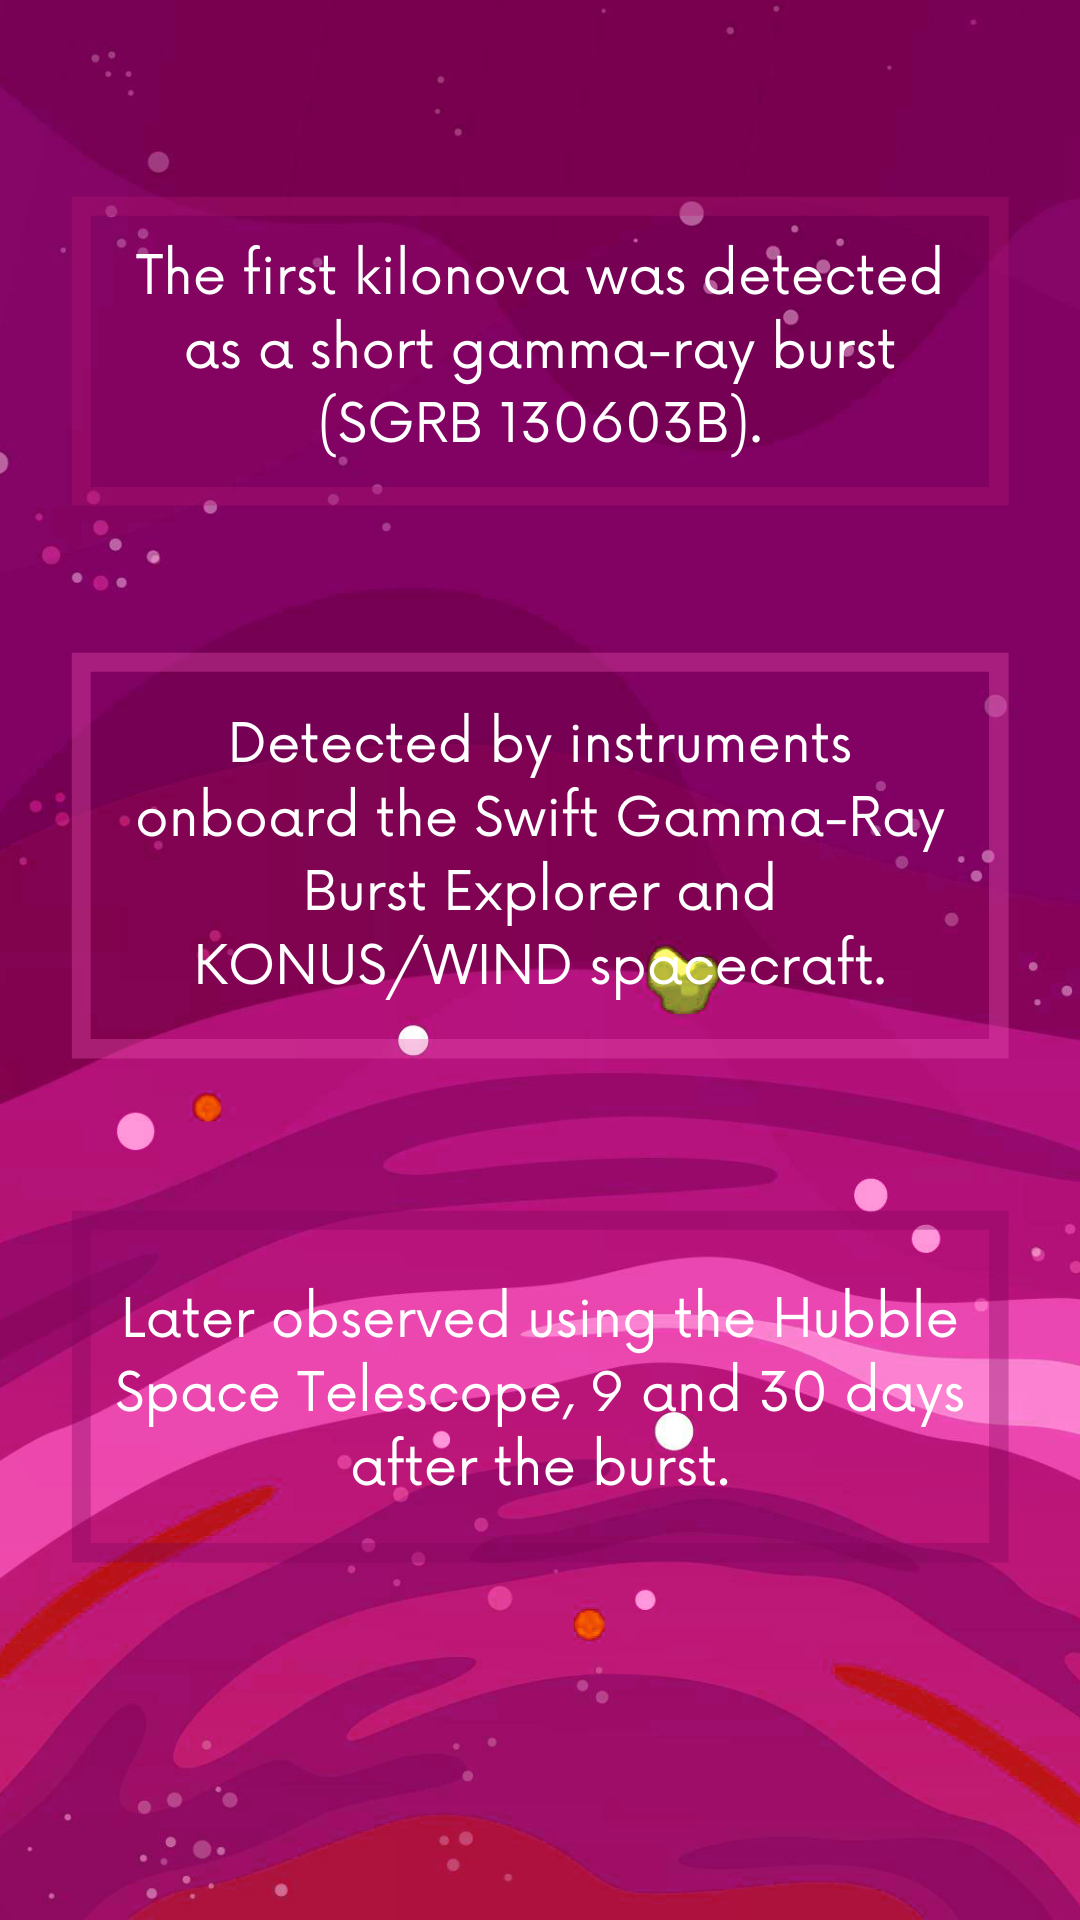 The first kilonova was detected
as a short gamma-ray burst
(SGRB 130603B).
Detected by instruments
onboard the Swift Gamma-Ray
Burst Explorer and
KONUS/WIND spacecraft.
Later observed using the Hubble
Space Telescope, 9 and 30 days
after the burst.